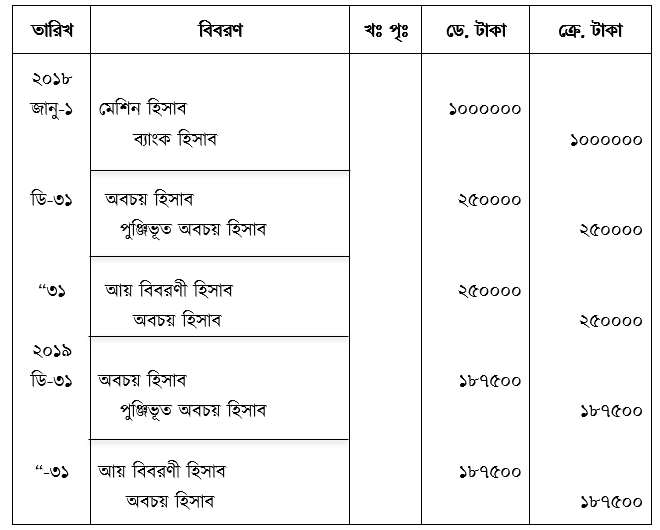 তারিখ বিবরণ খঃ পৃঃ ডে. টাকা ক্রে. টাকা
২০১৮
জানু-১ মেশিন হিসাব ১০০০০০০
ব্যাংক হিসাব ১০০০০০০
ডি-৩১ অবচয় হিসাব ২৫০০০০
পুঞ্জিভূত অবচয় হিসাব ২৫০০০০
“৩১ আয় বিবরণী হিসাব ২৫০০০০
অবচয় হিসাব ২৫০০০০
২০১৯
ডি-৩১ অবচয় হিসাব ১৮৭৫০০
পুঞ্জিভূত অবচয় হিসাব ১৮৭৫০০
“-৩১ আয় বিবরণী হিসাব ১৮৭৫০০
অবচয় হিসাব ১৮৭৫০০